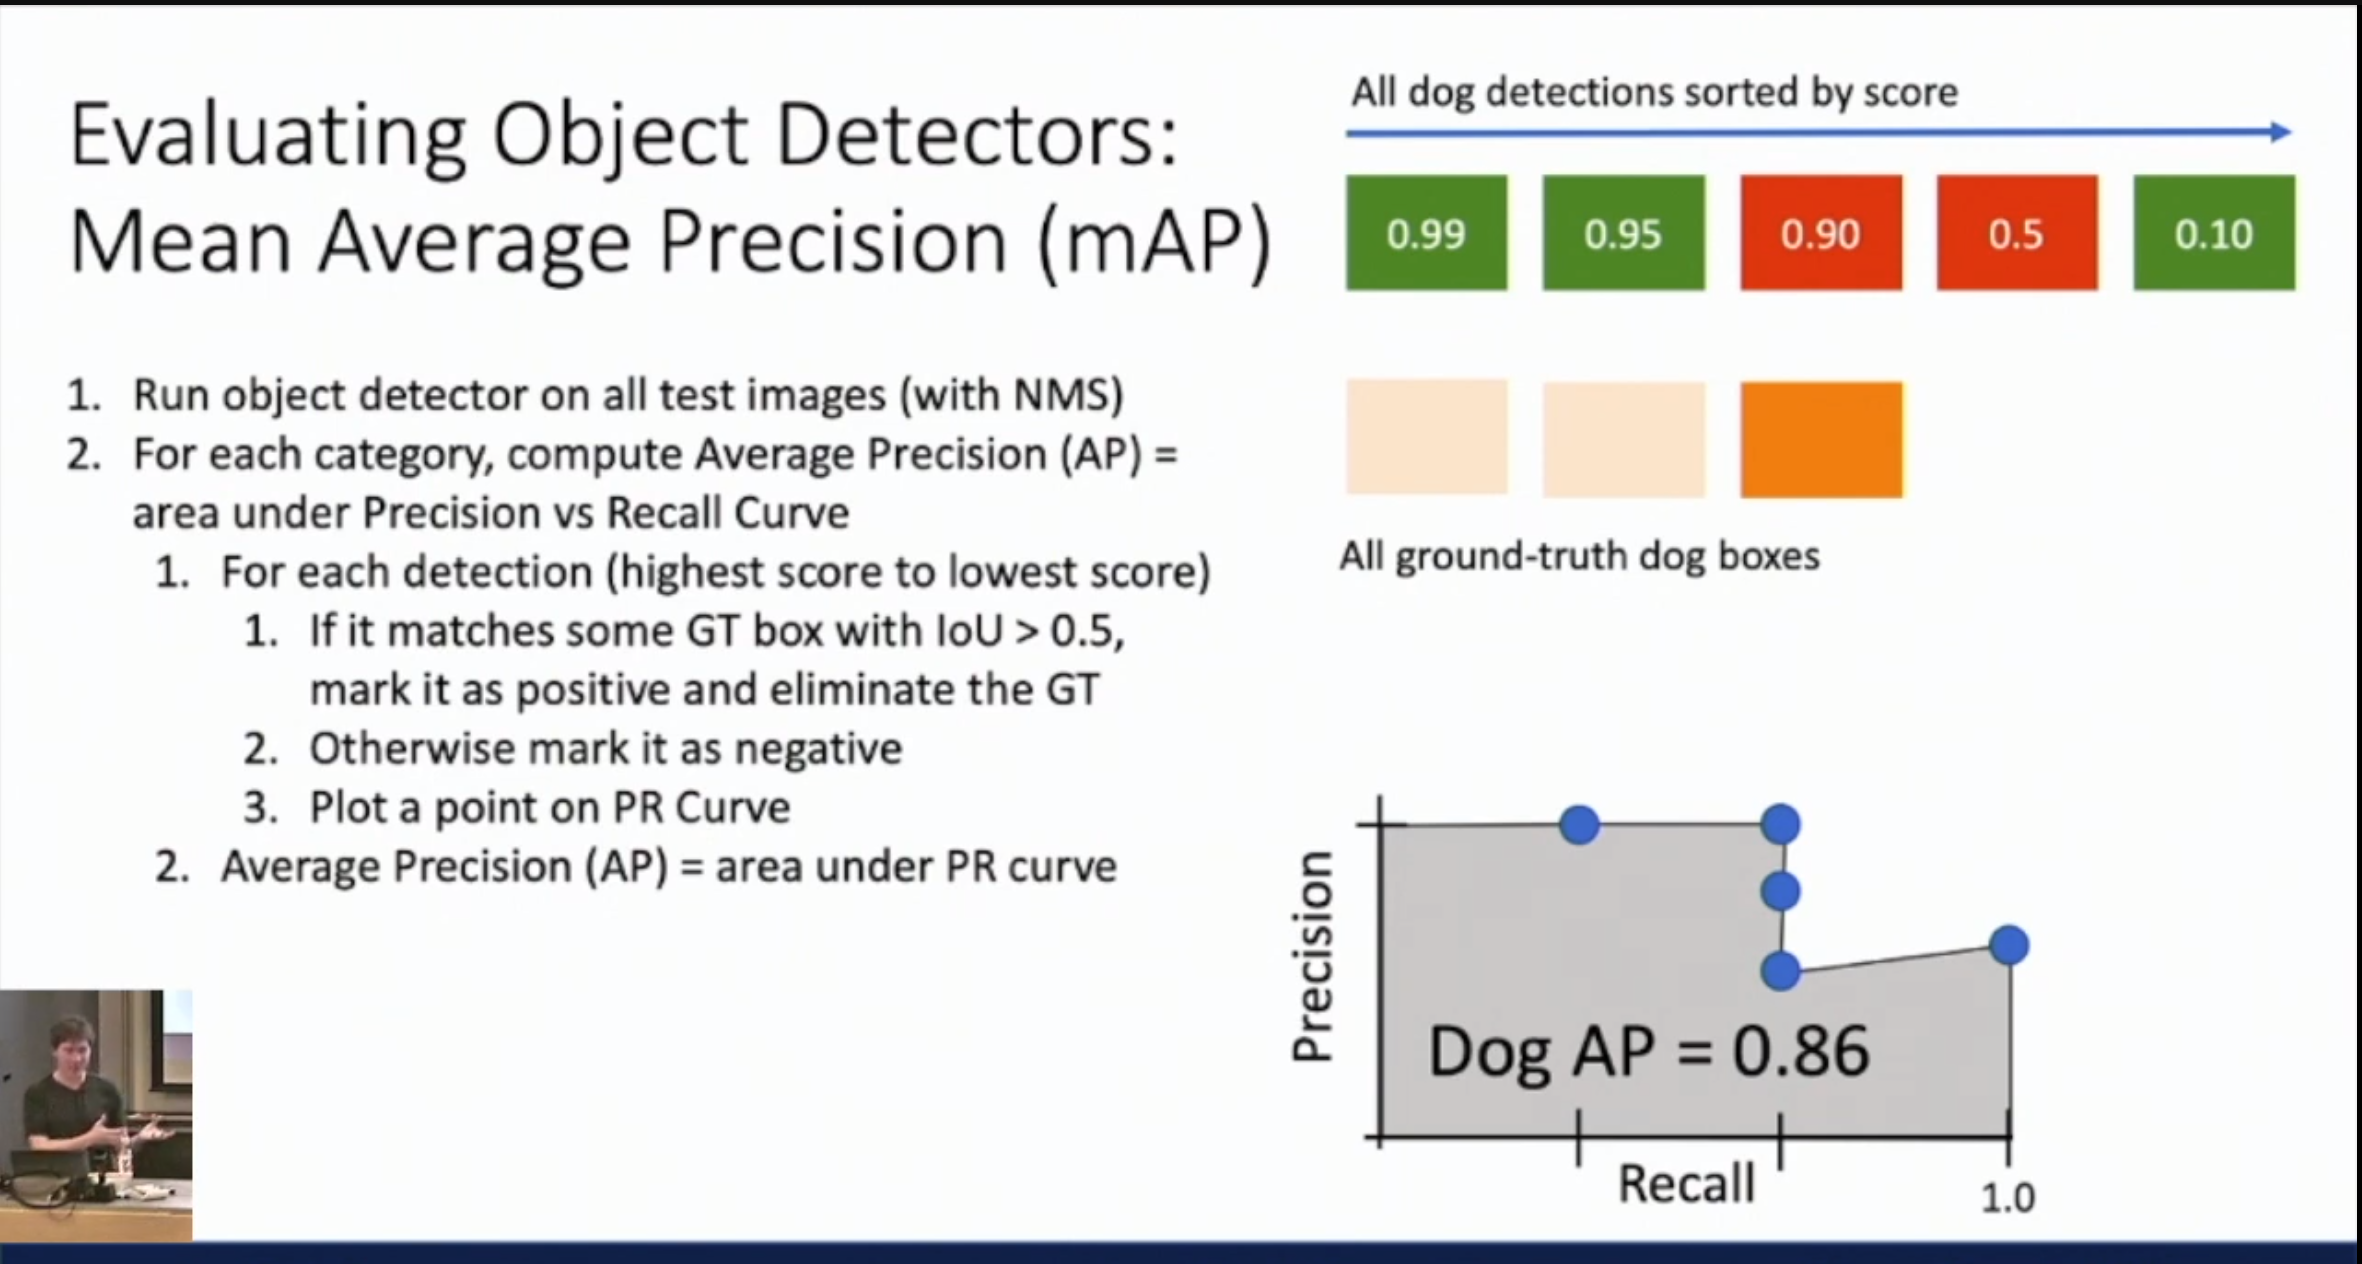 Evaluating Object Detectors:
Mean Average Precision (mAP)
1. Run object detector on all test images (with NMS)
2. For each category, compute Average Precision (AP) =
area under Precision vs Recall Curve
1. For each detection (highest score to lowest score)
1. If it matches some GT box with IoU > 0.5,
mark it as positive and eliminate the GT
2. Otherwise mark it as negative
3. Plot a point on PR Curve
2. Average Precision (AP) = area under PR curve
All dog detections sorted by score
0.99 0.95 0.90 0.5 0.10
All ground-truth dog boxes
Precision
Dog AP = 0.86
Recall
1.0